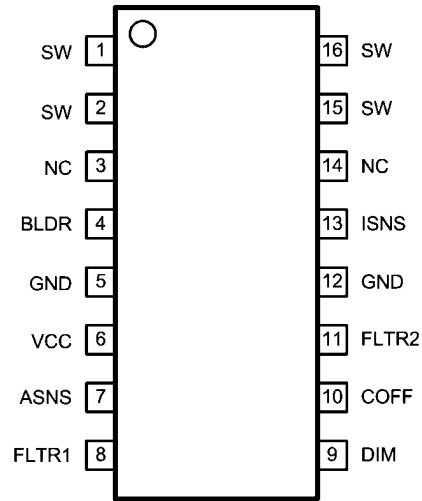 SW 1 16 SW
SW 2 15 SW
NC 3 14 NC
BLDR 4 13 ISNS
GND 5 12 GND
VCC 6 11 FLTR2
ASNS 7 10 COFF
FLTR1 8 9 DIM